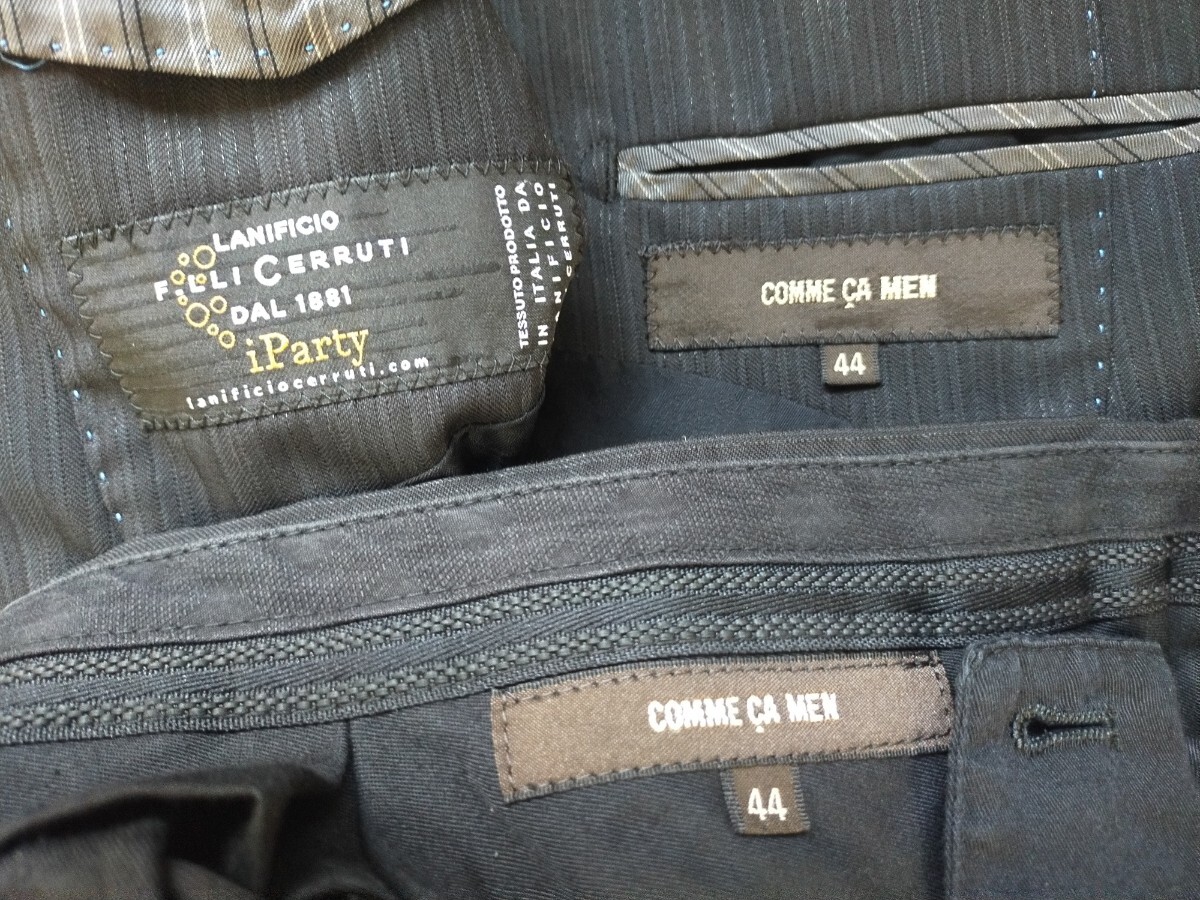 LANIFICIO
F.LLI CERRUTI
DAL 1881
iParty
lanificiocerruti.com
TESSUTO PRODOTTO
IN ITALIA DA
LANIFICIO
CERRUTI
COMME ÇA MEN
44
COMME ÇA MEN
44